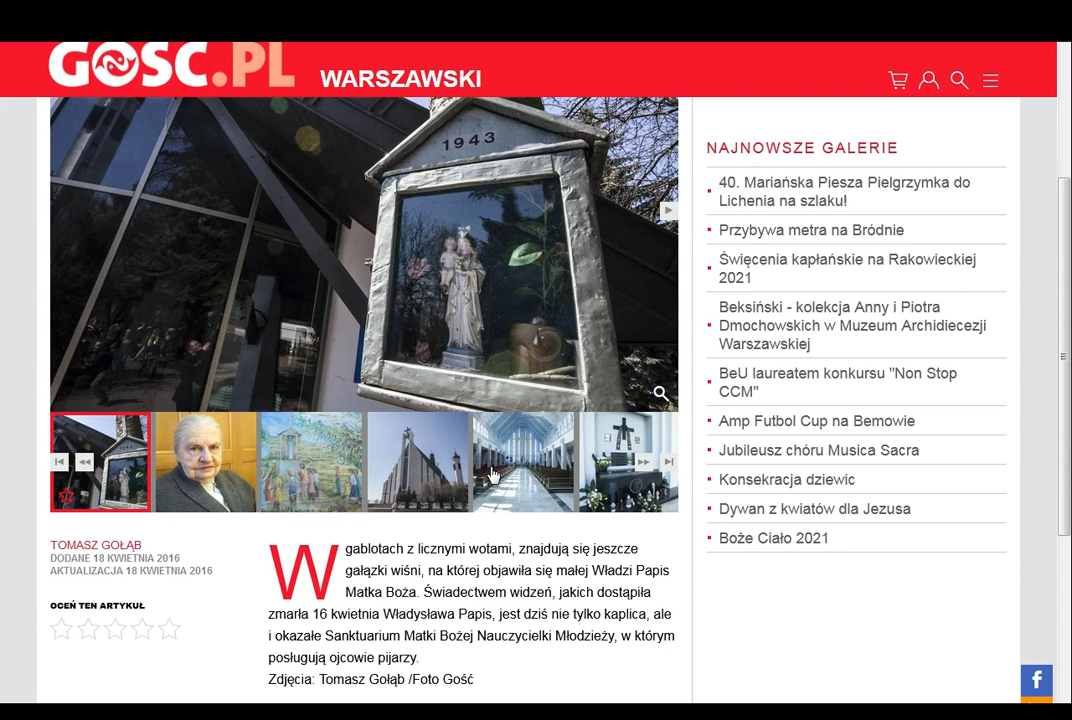 GOSC.PL WARSZAWSKI
1943
TOMASZ GOŁĄB
DODANE 18 KWIETNIA 2016
AKTUALIZACJA 18 KWIETNIA 2016
OCEŃ TEN ARTYKUŁ
W gablotach z licznymi wotami, znajdują się jeszcze
gałązki wiśni, na której objawiła się małej Władzi Papis
Matka Boża. Świadectwem widzeń, jakich dostąpiła
zmarła 16 kwietnia Władysława Papis, jest dziś nie tylko kaplica, ale
i okazałe Sanktuarium Matki Bożej Nauczycielki Młodzieży, w którym
posługują ojcowie pijarzy.
Zdjęcia: Tomasz Gołąb /Foto Gość
NAJNOWSZE GALERIE
40. Mariańska Piesza Pielgrzymka do
Lichenia na szlaku!
Przybywa metra na Bródnie
Święcenia kapłańskie na Rakowieckiej
2021
Beksiński - kolekcja Anny i Piotra
Dmochowskich w Muzeum Archidiecezji
Warszawskiej
BeU laureatem konkursu "Non Stop
CCM"
Amp Futbol Cup na Bemowie
Jubileusz chóru Musica Sacra
Konsekracja dziewic
Dywan z kwiatów dla Jezusa
Boże Ciało 2021
f